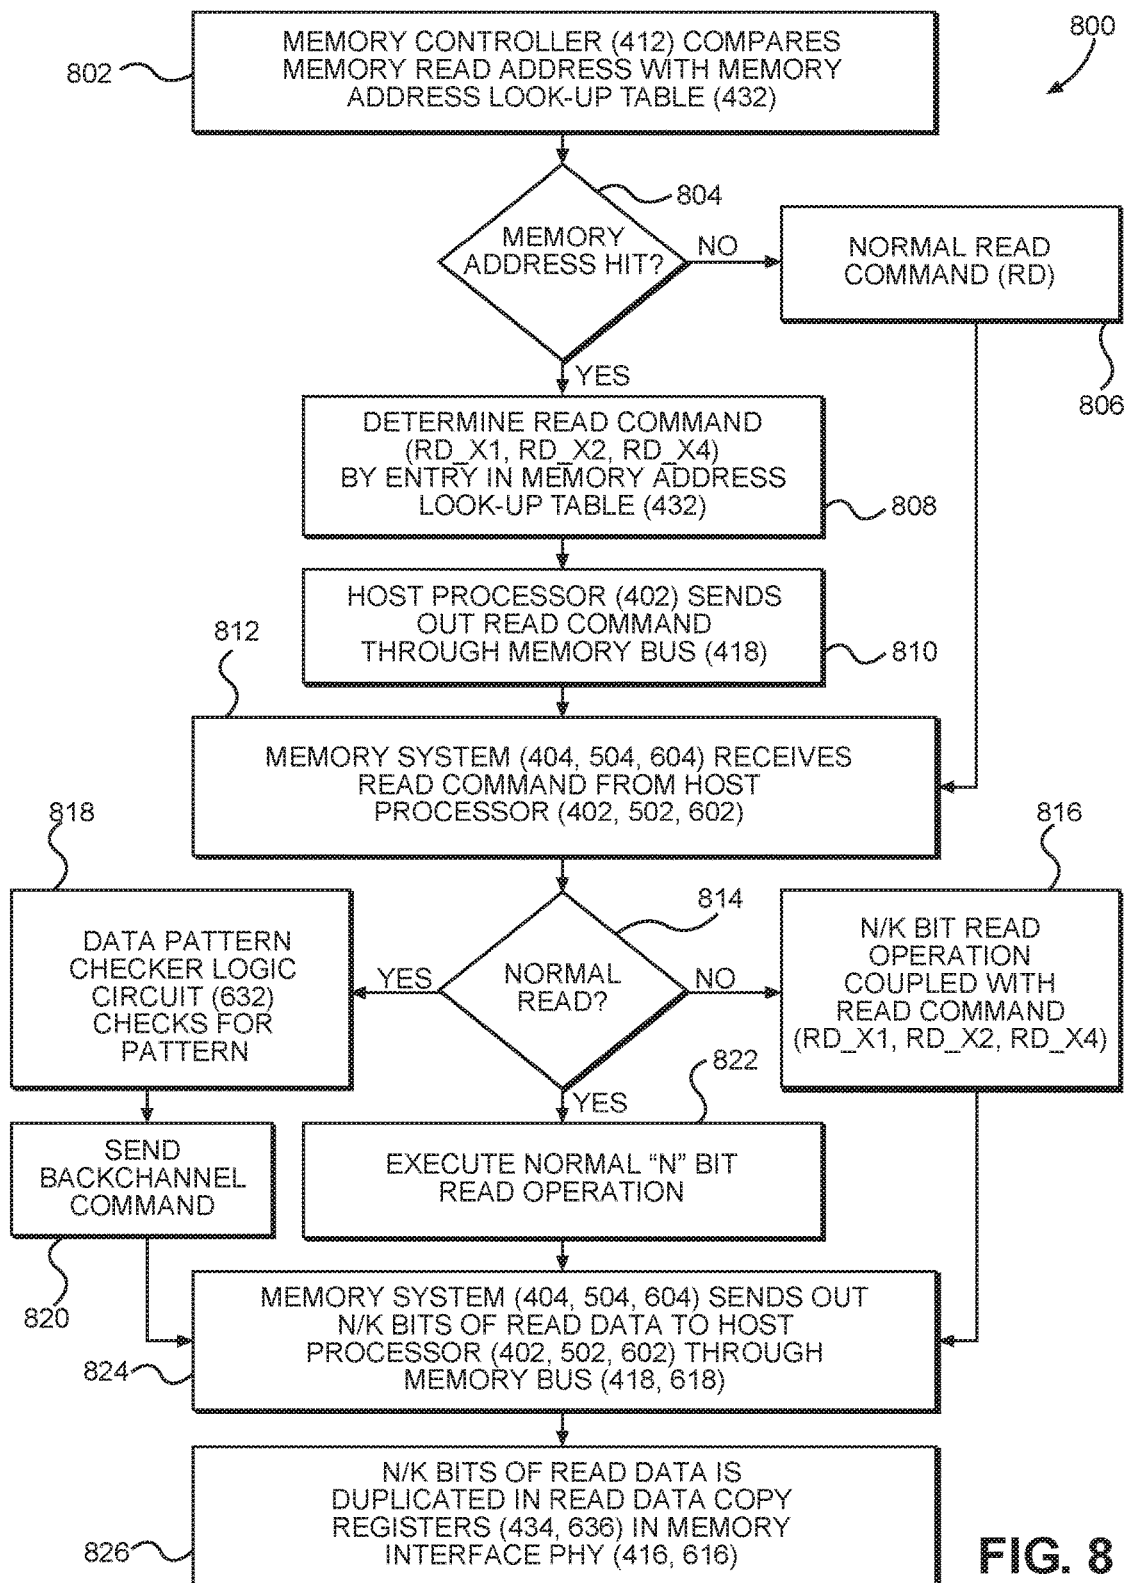 MEMORY CONTROLLER (412) COMPARES
MEMORY READ ADDRESS WITH MEMORY
ADDRESS LOOK-UP TABLE (432)
802
800
804
MEMORY
ADDRESS HIT?
NO
NORMAL READ
COMMAND (RD)
806
YES
DETERMINE READ COMMAND
(RD_X1, RD_X2, RD_X4)
BY ENTRY IN MEMORY ADDRESS
LOOK-UP TABLE (432)
808
HOST PROCESSOR (402) SENDS
OUT READ COMMAND
THROUGH MEMORY BUS (418)
810
812
MEMORY SYSTEM (404, 504, 604) RECEIVES
READ COMMAND FROM HOST
PROCESSOR (402, 502, 602)
818
816
814
DATA PATTERN
CHECKER LOGIC
CIRCUIT (632)
CHECKS FOR
PATTERN
YES
NORMAL
READ?
NO
N/K BIT READ
OPERATION
COUPLED WITH
READ COMMAND
(RD_X1, RD_X2, RD_X4)
822
YES
SEND
BACKCHANNEL
COMMAND
820
EXECUTE NORMAL “N” BIT
READ OPERATION
MEMORY SYSTEM (404, 504, 604) SENDS OUT
N/K BITS OF READ DATA TO HOST
PROCESSOR (402, 502, 602) THROUGH
MEMORY BUS (418, 618)
824
N/K BITS OF READ DATA IS
DUPLICATED IN READ DATA COPY
REGISTERS (434, 636) IN MEMORY
INTERFACE PHY (416, 616)
826
FIG. 8